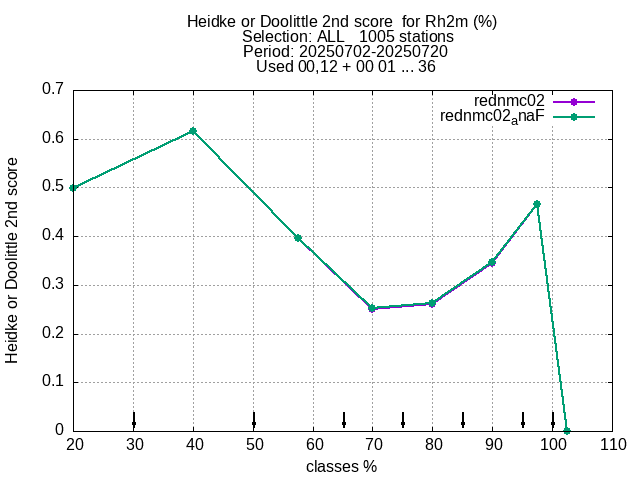 Heidke or Doolittle 2nd score  for Rh2m (%)
Selection: ALL   1005 stations
Period: 20250702-20250720
Used 00,12 + 00 01 ... 36
rednmc02
rednmc02anaF
Heidke or Doolittle 2nd score
0.7
0.6
0.5
0.4
0.3
0.2
0.1
0
20 30 40 50 60 70 80 90 100 110
classes %